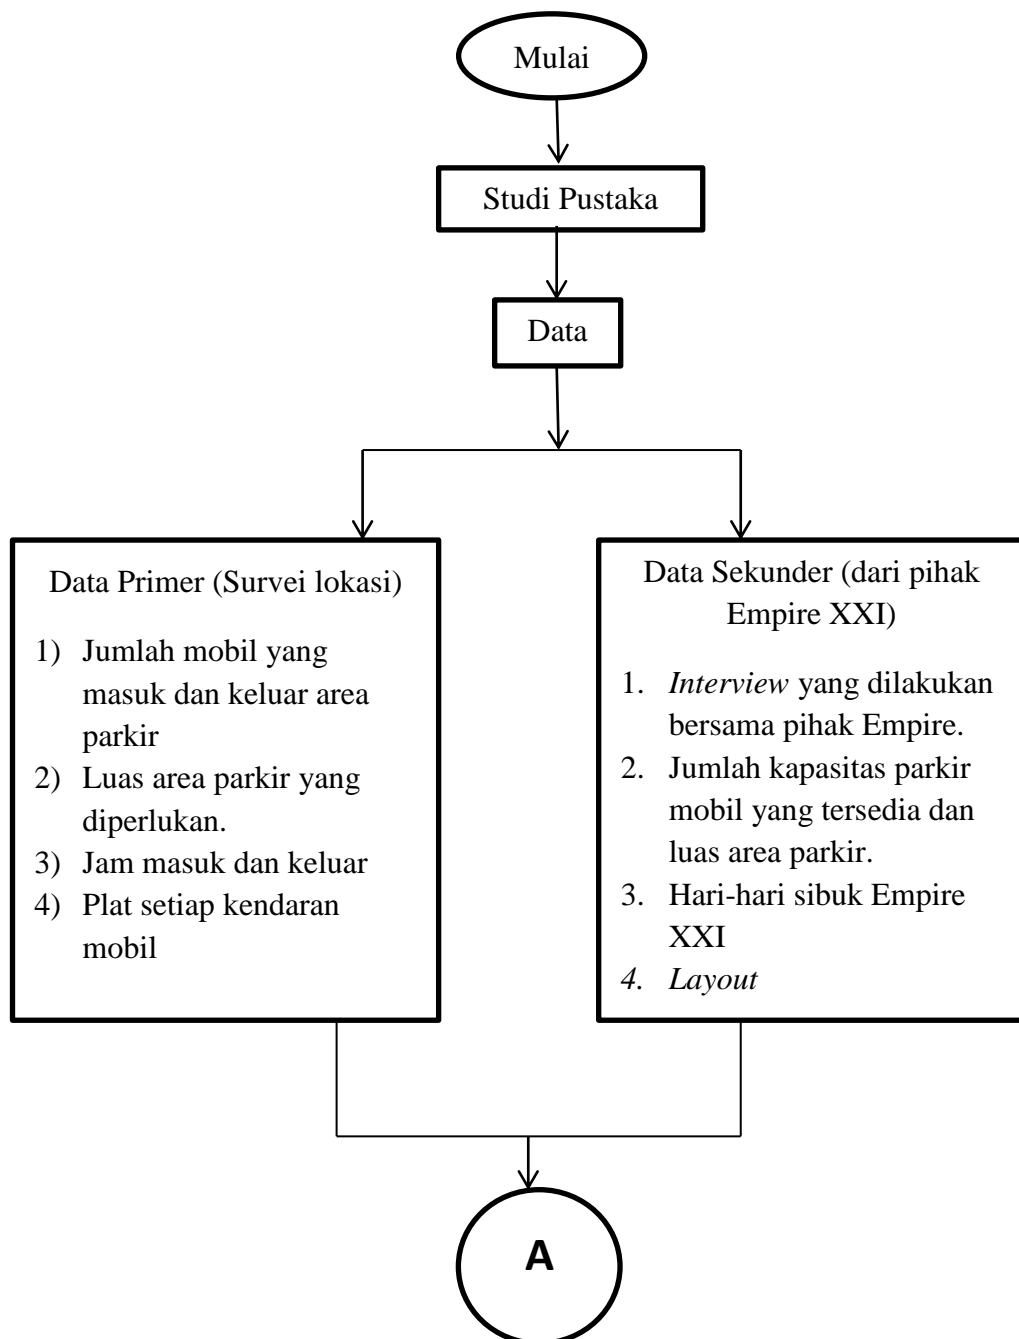 Mulai
Studi Pustaka
Data
Data Primer (Survei lokasi)
1) Jumlah mobil yang
masuk dan keluar area
parkir
2) Luas area parkir yang
diperlukan.
3) Jam masuk dan keluar
4) Plat setiap kendaran
mobil
Data Sekunder (dari pihak
Empire XXI)
1. Interview yang dilakukan
bersama pihak Empire.
2. Jumlah kapasitas parkir
mobil yang tersedia dan
luas area parkir.
3. Hari-hari sibuk Empire
XXI
4. Layout
A